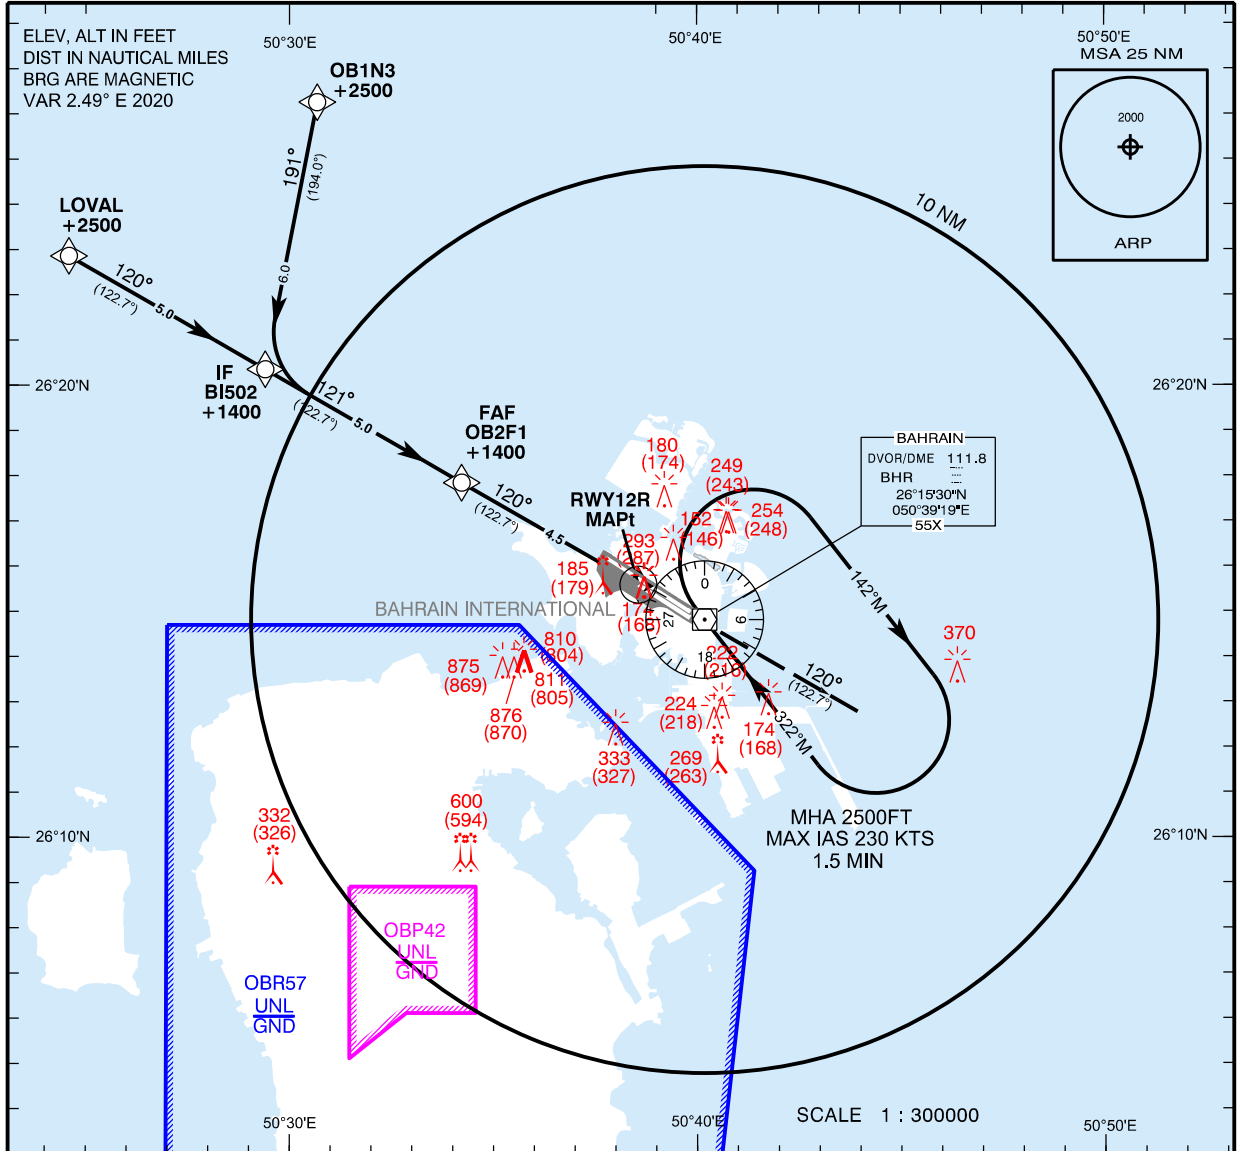 ELEV, ALT IN FEET
DIST IN NAUTICAL MILES
BRG ARE MAGNETIC
VAR 2.49° E 2020
50°30'E
50°40'E
50°50'E
MSA 25 NM
2000
ARP
OB1N3
+2500
191°
(194.0°)
6.0
LOVAL
+2500
120°
(122.7°)
5.0
10 NM
26°20'N
26°20'N
IF
BI502
+1400
121°
(122.7°)
5.0
FAF
OB2F1
+1400
120°
(122.7°)
4.5
RWY12R
MAPt
BAHRAIN
DVOR/DME 111.8
BHR
26°15'30"N
050°39'19"E
55X
180
(174)
249
(243)
254
(248)
152
(146)
293
(287)
185
(179)
174
(168)
BAHRAIN INTERNATIONAL
0
6
18
27
142°M
322°M
120°
(122.7°)
370
810
(804)
875
(869)
811
(805)
876
(870)
333
(327)
222
(216)
224
(218)
174
(168)
269
(263)
MHA 2500FT
MAX IAS 230 KTS
1.5 MIN
26°10'N
26°10'N
332
(326)
600
(594)
OBP42
UNL
GND
OBR57
UNL
GND
SCALE 1 : 300000
50°30'E
50°40'E
50°50'E